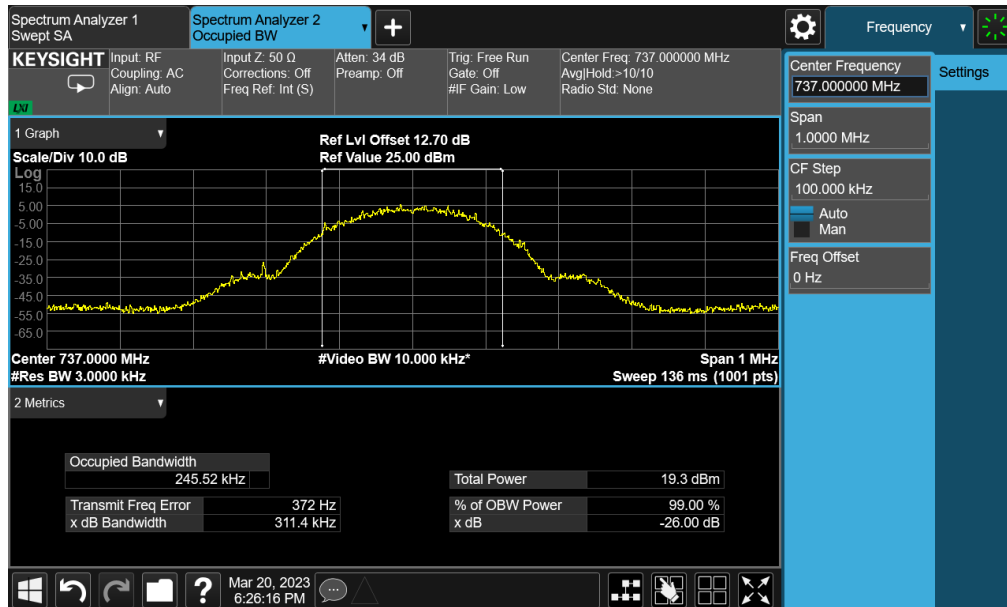 Spectrum Analyzer 1
Swept SA
Spectrum Analyzer 2
Occupied BW
+
Frequency
KEYSIGHT
LXI
Input: RF
Coupling: AC
Align: Auto
Input Z: 50 Ω
Corrections: Off
Freq Ref: Int (S)
Atten: 34 dB
Preamp: Off
Trig: Free Run
Gate: Off
#IF Gain: Low
Center Freq: 737.000000 MHz
Avg|Hold:>10/10
Radio Std: None
Center Frequency
737.000000 MHz
Settings
Span
1.0000 MHz
CF Step
100.000 kHz
Auto
Man
Freq Offset
0 Hz
1 Graph
Scale/Div 10.0 dB
Ref Lvl Offset 12.70 dB
Ref Value 25.00 dBm
Log
15.0
5.00
-5.00
-15.0
-25.0
-35.0
-45.0
-55.0
-65.0
Center 737.0000 MHz
#Res BW 3.0000 kHz
#Video BW 10.000 kHz*
Span 1 MHz
Sweep 136 ms (1001 pts)
2 Metrics
Occupied Bandwidth
245.52 kHz
Transmit Freq Error 372 Hz
x dB Bandwidth 311.4 kHz
Total Power 19.3 dBm
% of OBW Power 99.00 %
x dB -26.00 dB
?
Mar 20, 2023
6:26:16 PM